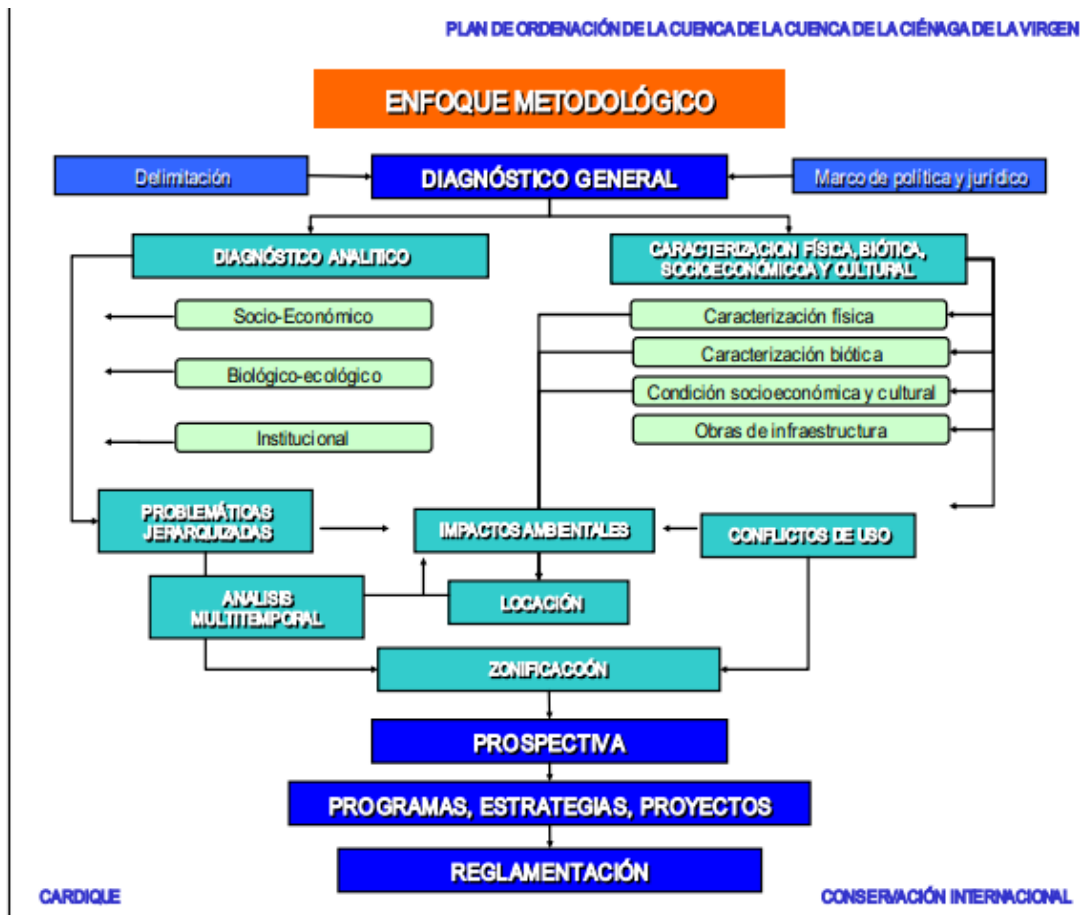 PLAN DE ORDENACIÓN DE LA CUENCA DE LA CUENCA DE LA CIÉNAGA DE LA VIRGEN
ENFOQUE METODOLÓGICO
Delimitación
DIAGNÓSTICO GENERAL
Marco de política y jurídico
DIAGNÓSTICO ANALITICO
CARACTERIZACION FÍSICA, BIÓTICA,
SOCIOECONÓMICOA Y CULTURAL
Socio-Económico
Caracterización física
Biológico-ecológico
Caracterización biótica
Condición socioeconómica y cultural
Institucional
Obras de infraestructura
PROBLEMÁTICAS
JERARQUIZADAS
IMPACTOS AMBIENTALES
CONFLICTOS DE USO
ANALISIS
MULTITEMPORAL
LOCACIÓN
ZONIFICACCÓN
PROSPECTIVA
PROGRAMAS, ESTRATEGIAS, PROYECTOS
REGLAMENTACIÓN
CARDIQUE
CONSERVACIÓN INTERNACIONAL